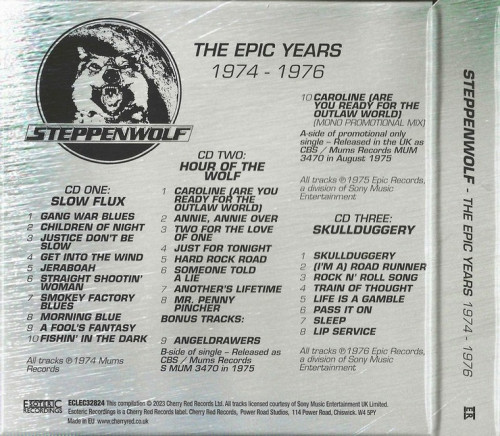 THE EPIC YEARS
1974 - 1976
STEPPENWOLF
CD ONE:
SLOW FLUX
1 GANG WAR BLUES
2 CHILDREN OF NIGHT
3 JUSTICE DON'T BE
SLOW
4 GET INTO THE WIND
5 JERABOAH
6 STRAIGHT SHOOTIN'
WOMAN
7 SMOKEY FACTORY
BLUES
8 MORNING BLUE
9 A FOOL'S FANTASY
10 FISHIN' IN THE DARK
All tracks ℗ 1974 Mums
Records
CD TWO:
HOUR OF THE
WOLF
1 CAROLINE (ARE YOU
READY FOR THE
OUTLAW WORLD)
2 ANNIE, ANNIE OVER
3 TWO FOR THE LOVE
OF ONE
4 JUST FOR TONIGHT
5 HARD ROCK ROAD
6 SOMEONE TOLD
A LIE
7 ANOTHER'S LIFETIME
8 MR. PENNY
PINCHER
BONUS TRACKS:
9 ANGELDRAWERS
B-side of single - Released as
CBS / Mums Records
S MUM 3470 in 1975
10 CAROLINE (ARE
YOU READY FOR THE
OUTLAW WORLD)
(MONO PROMOTIONAL MIX)
A-side of promotional only
single – Released in the UK as
CBS / Mums Records MUM
3470 in August 1975
All tracks ℗ 1975 Epic Records,
a division of Sony Music
Entertainment
CD THREE:
SKULLDUGGERY
1 SKULLDUGGERY
2 (I'M A) ROAD RUNNER
3 ROCK N' ROLL SONG
4 TRAIN OF THOUGHT
5 LIFE IS A GAMBLE
6 PASS IT ON
7 SLEEP
8 LIP SERVICE
All tracks ℗ 1976 Epic Records,
a division of Sony Music
Entertainment
ESOTERIC
RECORDINGS
ECLEC32824 This compilation © 2023 Cherry Red Records Ltd. All tracks licensed courtesy of Sony Music Entertainment UK Limited.
Esoteric Recordings is a Cherry Red Records label. Cherry Red Records, Power Road Studios, 114 Power Road, Chiswick. W4 5PY
Made in EU www.cherryred.co.uk
STEPPENWOLF - THE EPIC YEARS 1974 - 1976